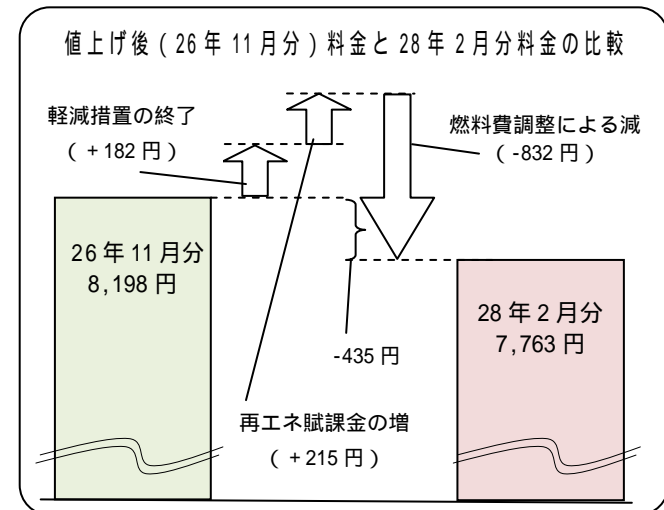 値上げ後(26年11月分)料金と28年2月分料金の比較
軽減措置の終了
(+182円)
燃料費調整による減
(-832円)
26年11月分
8,198円
28年2月分
7,763円
-435円
再エネ賦課金の増
(+215円)